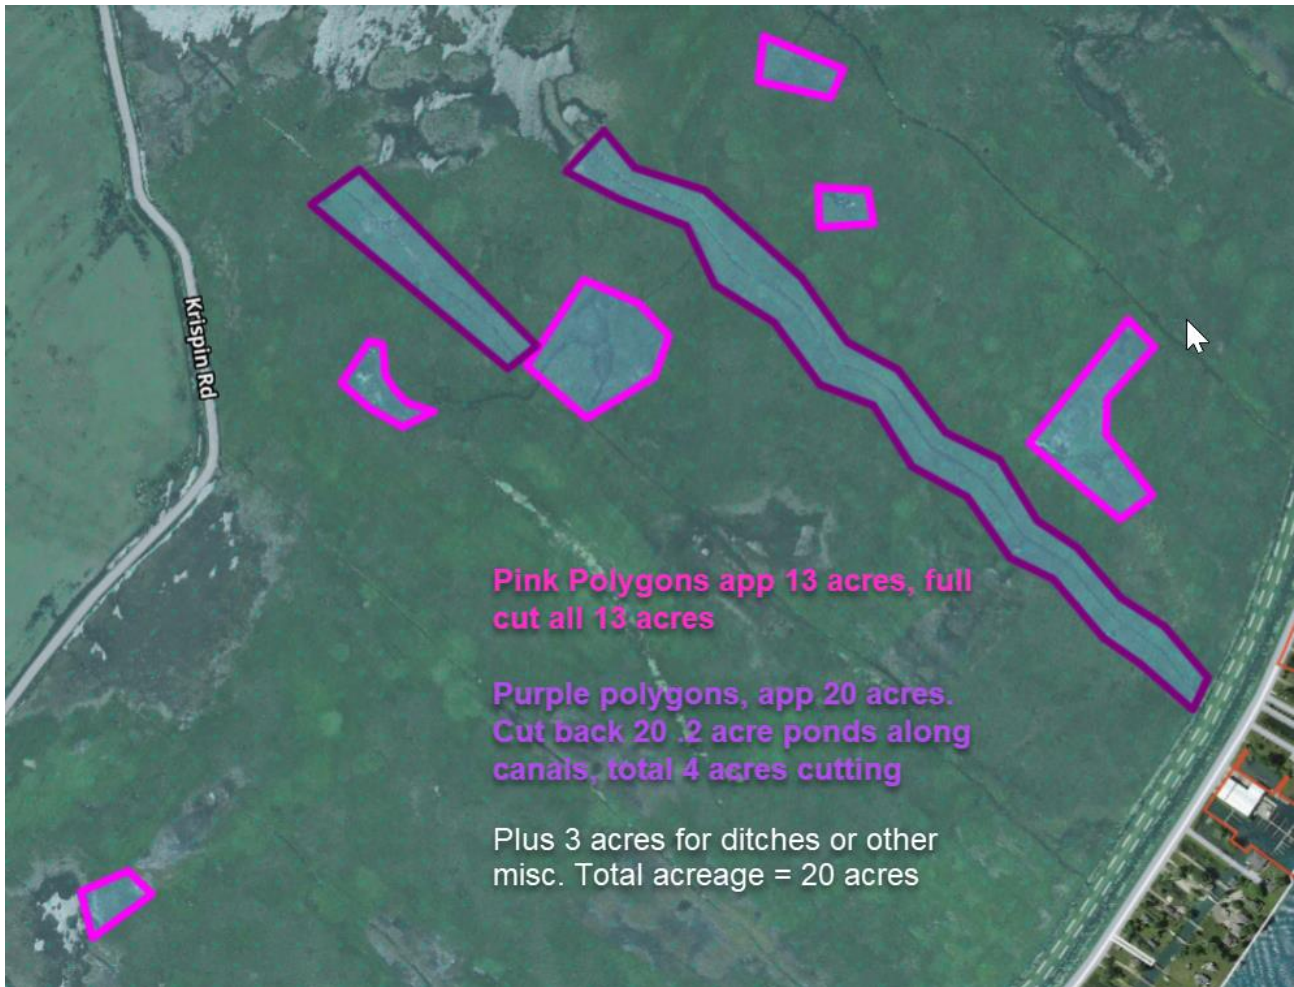 Krispin Rd
Pink Polygons app 13 acres, full
cut all 13 acres
Purple polygons, app 20 acres.
Cut back 20 .2 acre ponds along
canals, total 4 acres cutting
Plus 3 acres for ditches or other
misc. Total acreage = 20 acres